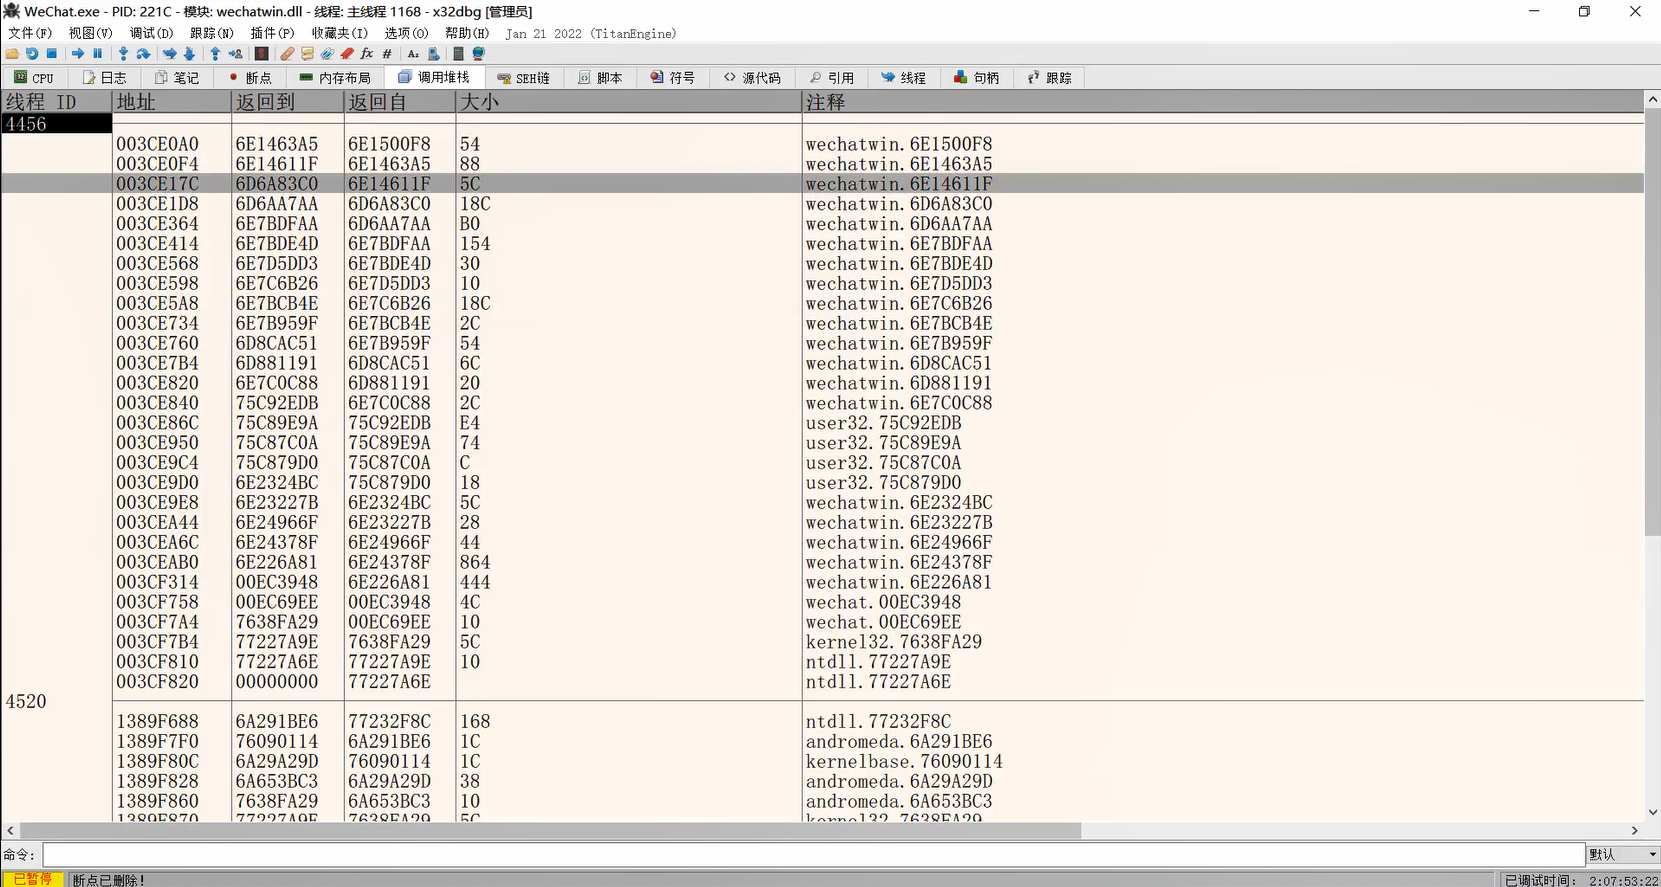 WeChat.exe - PID: 221C - 模块: wechatwin.dll - 线程: 主线程 1168 - x32dbg [管理员]
文件(F) 视图(V) 调试(D) 跟踪(N) 插件(P) 收藏夹(I) 选项(O) 帮助(H) Jan 21 2022 (TitanEngine)
CPU 日志 笔记 断点 内存布局 调用堆栈 SEH链 脚本 符号 源代码 引用 线程 句柄 跟踪
线程 ID 地址 返回到 返回自 大小 注释
4456
003CE0A0 6E1463A5 6E1500F8 54 wechatwin.6E1500F8
003CE0F4 6E14611F 6E1463A5 88 wechatwin.6E1463A5
003CE17C 6D6A83C0 6E14611F 5C wechatwin.6E14611F
003CE1D8 6D6AA7AA 6D6A83C0 18C wechatwin.6D6A83C0
003CE364 6E7BDFAA 6D6AA7AA B0 wechatwin.6D6AA7AA
003CE414 6E7BDE4D 6E7BDFAA 154 wechatwin.6E7BDFAA
003CE568 6E7D5DD3 6E7BDE4D 30 wechatwin.6E7BDE4D
003CE598 6E7C6B26 6E7D5DD3 10 wechatwin.6E7D5DD3
003CE5A8 6E7BCB4E 6E7C6B26 18C wechatwin.6E7C6B26
003CE734 6E7B959F 6E7BCB4E 2C wechatwin.6E7BCB4E
003CE760 6D8CAC51 6E7B959F 54 wechatwin.6E7B959F
003CE7B4 6D881191 6D8CAC51 6C wechatwin.6D8CAC51
003CE820 6E7C0C88 6D881191 20 wechatwin.6D881191
003CE840 75C92EDB 6E7C0C88 2C wechatwin.6E7C0C88
003CE86C 75C89E9A 75C92EDB E4 user32.75C92EDB
003CE950 75C87C0A 75C89E9A 74 user32.75C89E9A
003CE9C4 75C879D0 75C87C0A C user32.75C87C0A
003CE9D0 6E2324BC 75C879D0 18 user32.75C879D0
003CE9E8 6E23227B 6E2324BC 5C wechatwin.6E2324BC
003CEA44 6E24966F 6E23227B 28 wechatwin.6E23227B
003CEA6C 6E24378F 6E24966F 44 wechatwin.6E24966F
003CEAB0 6E226A81 6E24378F 864 wechatwin.6E24378F
003CF314 00EC3948 6E226A81 444 wechatwin.6E226A81
003CF758 00EC69EE 00EC3948 4C wechat.00EC3948
003CF7A4 7638FA29 00EC69EE 10 wechat.00EC69EE
003CF7B4 77227A9E 7638FA29 5C kernel32.7638FA29
003CF810 77227A6E 77227A9E 10 ntdll.77227A9E
003CF820 00000000 77227A6E ntdll.77227A6E
4520
1389F688 6A291BE6 77232F8C 168 ntdll.77232F8C
1389F7F0 76090114 6A291BE6 1C andromeda.6A291BE6
1389F80C 6A29A29D 76090114 1C kernelbase.76090114
1389F828 6A653BC3 6A29A29D 38 andromeda.6A29A29D
1389F860 7638FA29 6A653BC3 10 andromeda.6A653BC3
1389F870 77227A9E 7638FA29 5C kernel32.7638FA29
命令: 默认
已暂停 断点已删除! 已调试时间: 2:07:53:22